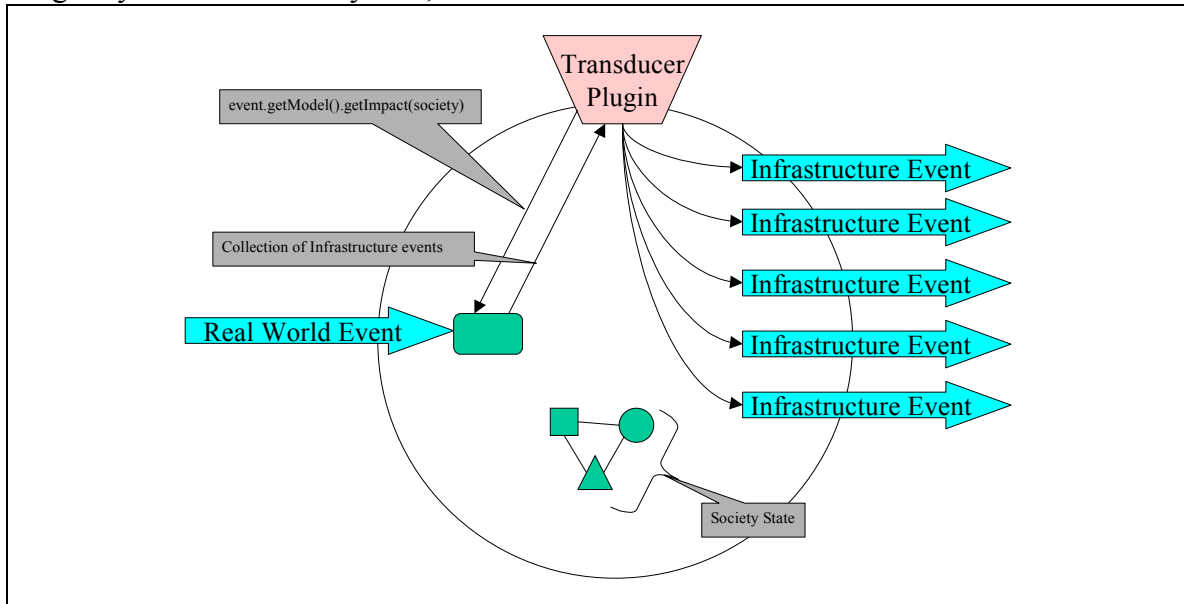 Transducer
Plugin
event.getModel().getImpact(society)
Infrastructure Event
Infrastructure Event
Collection of Infrastructure events
Infrastructure Event
Real World Event
Infrastructure Event
Infrastructure Event
Society State